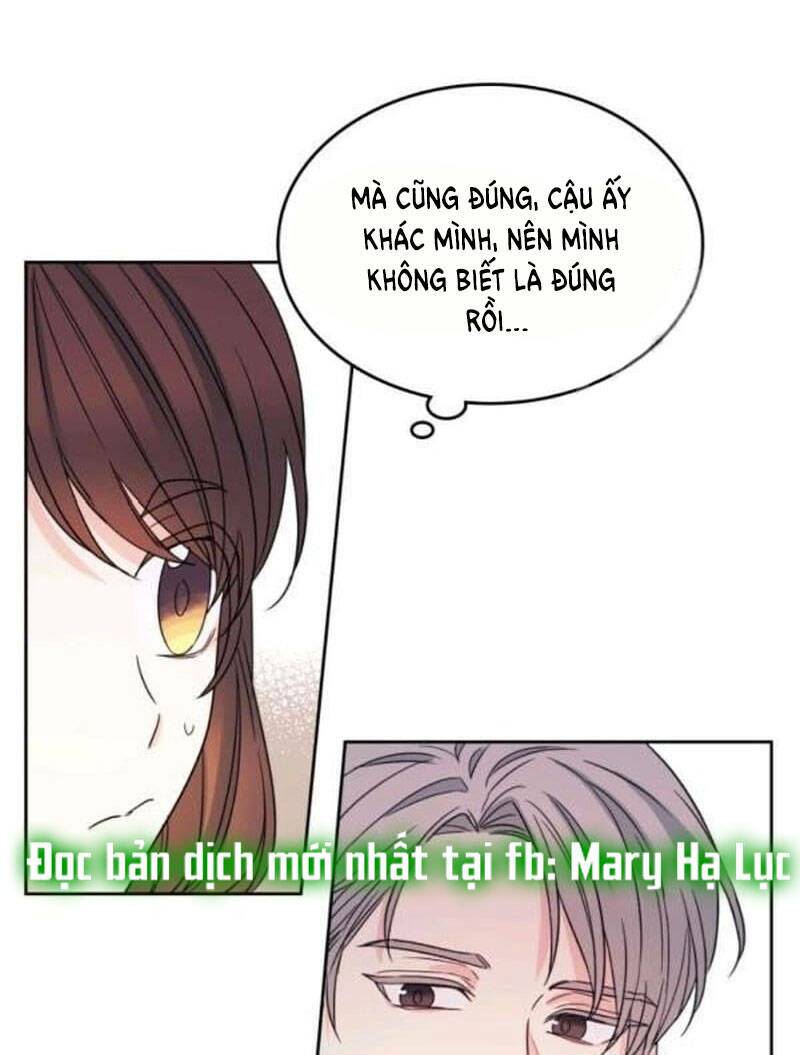 MÀ CŨNG ĐÚNG, CẬU ẤY
KHÁC MÌNH, NÊN MÌNH
KHÔNG BIẾT LÀ ĐÚNG
RỒI...
Đọc bản dịch mới nhất tại fb: Mary Hạ Lục